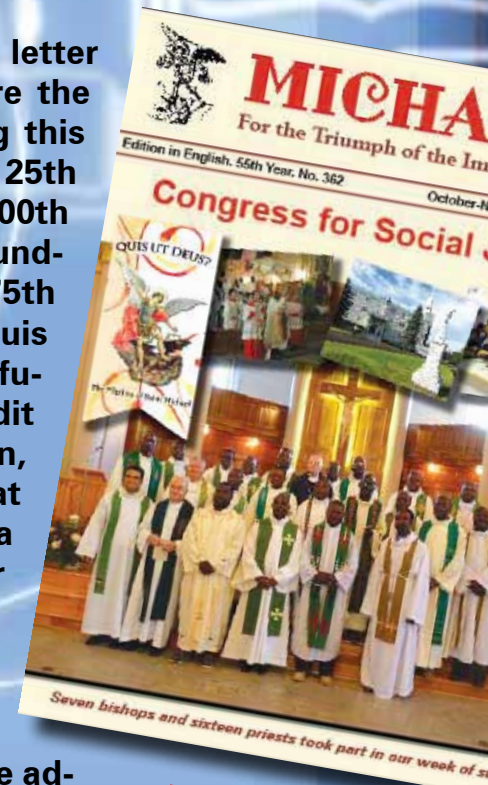 letter
re the
g this
25th
00th
und-
75th
uis
fu-
dit
n,
at
a
r
e ad-
MICHA
For the Triumph of the Im
Edition in English. 55th Year, No. 362
October-N
Congress for Social
QUIS UT DEUS?
Seven bishops and sixteen priests took part in our week of s